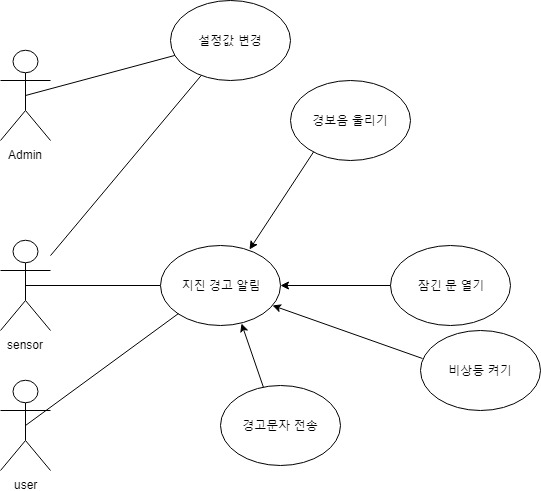 설정값 변경
Admin
경보음 울리기
sensor
지진 경고 알림
잠긴 문 열기
비상등 켜기
경고문자 전송
user